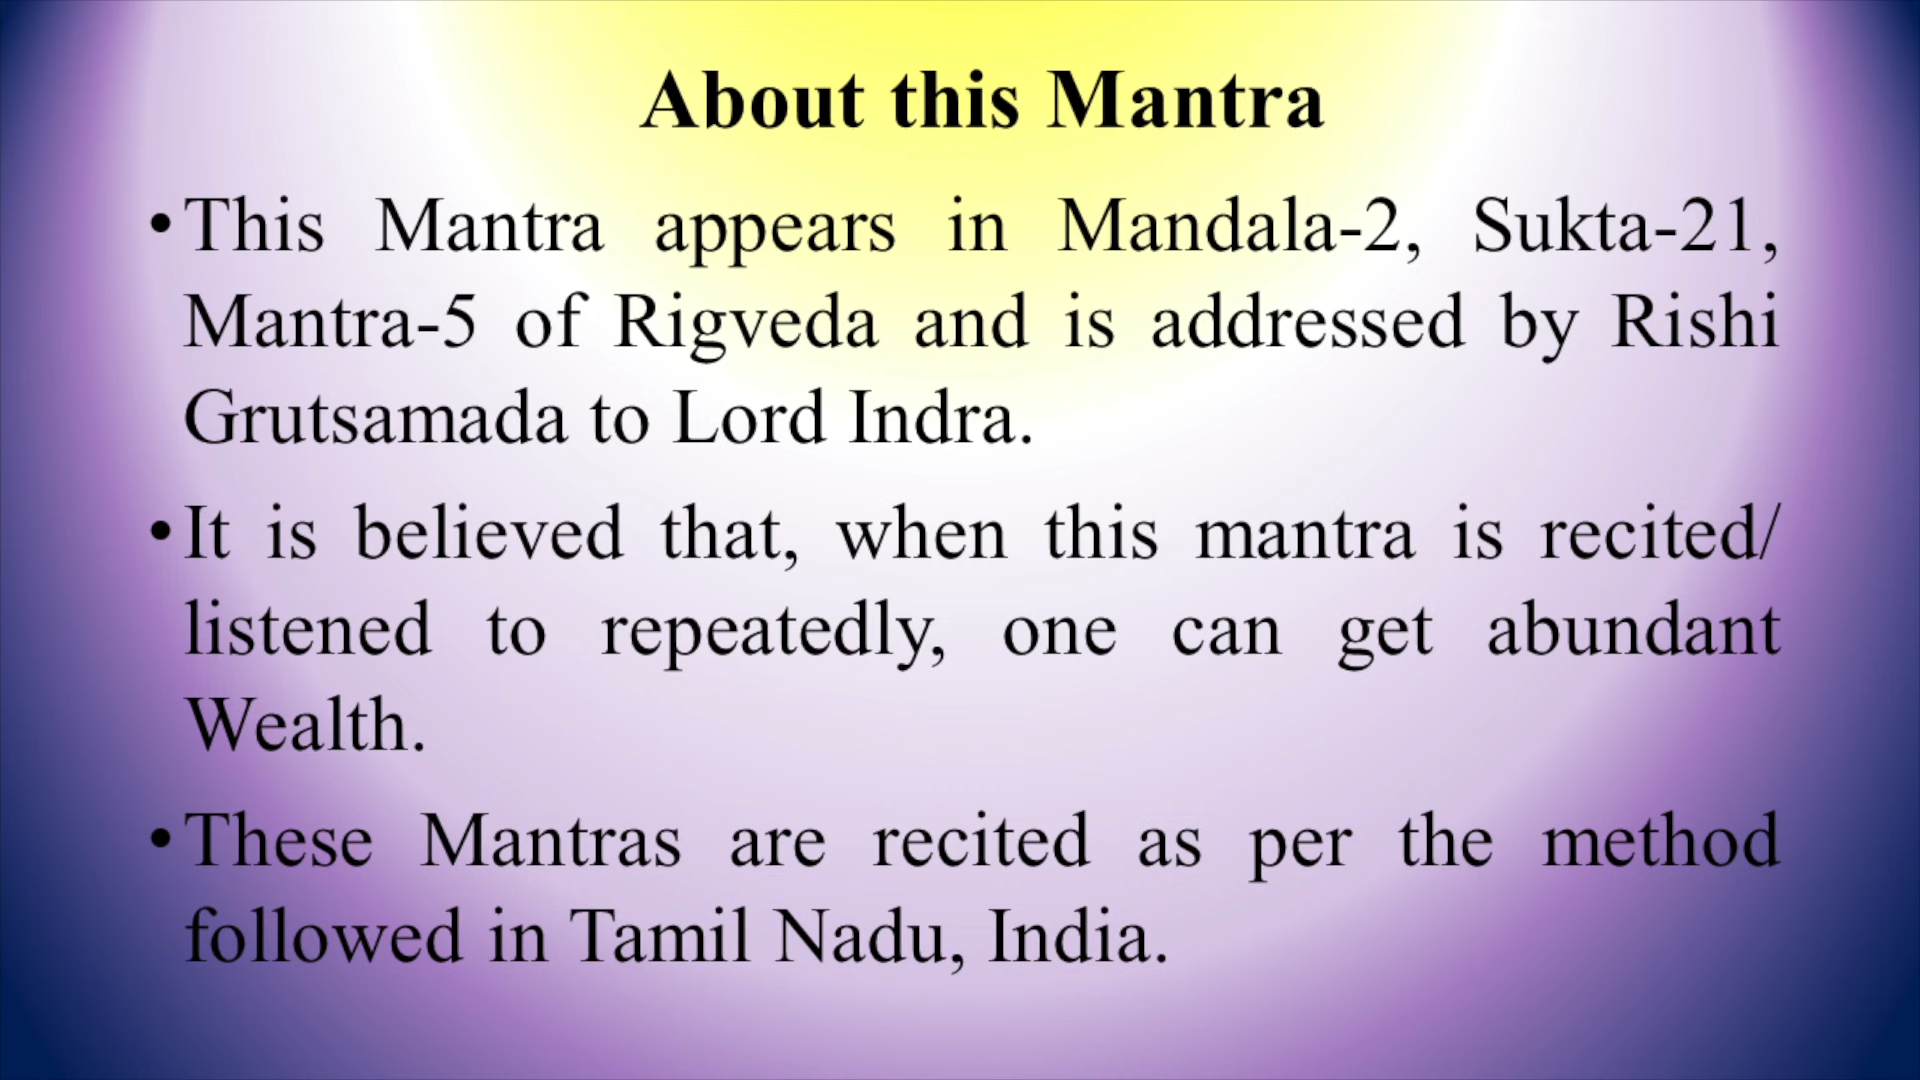 About this Mantra
• This Mantra appears in Mandala-2, Sukta-21,
Mantra-5 of Rigveda and is addressed by Rishi
Grutsamada to Lord Indra.
• It is believed that, when this mantra is recited/
listened to repeatedly, one can get abundant
Wealth.
• These Mantras are recited as per the method
followed in Tamil Nadu, India.